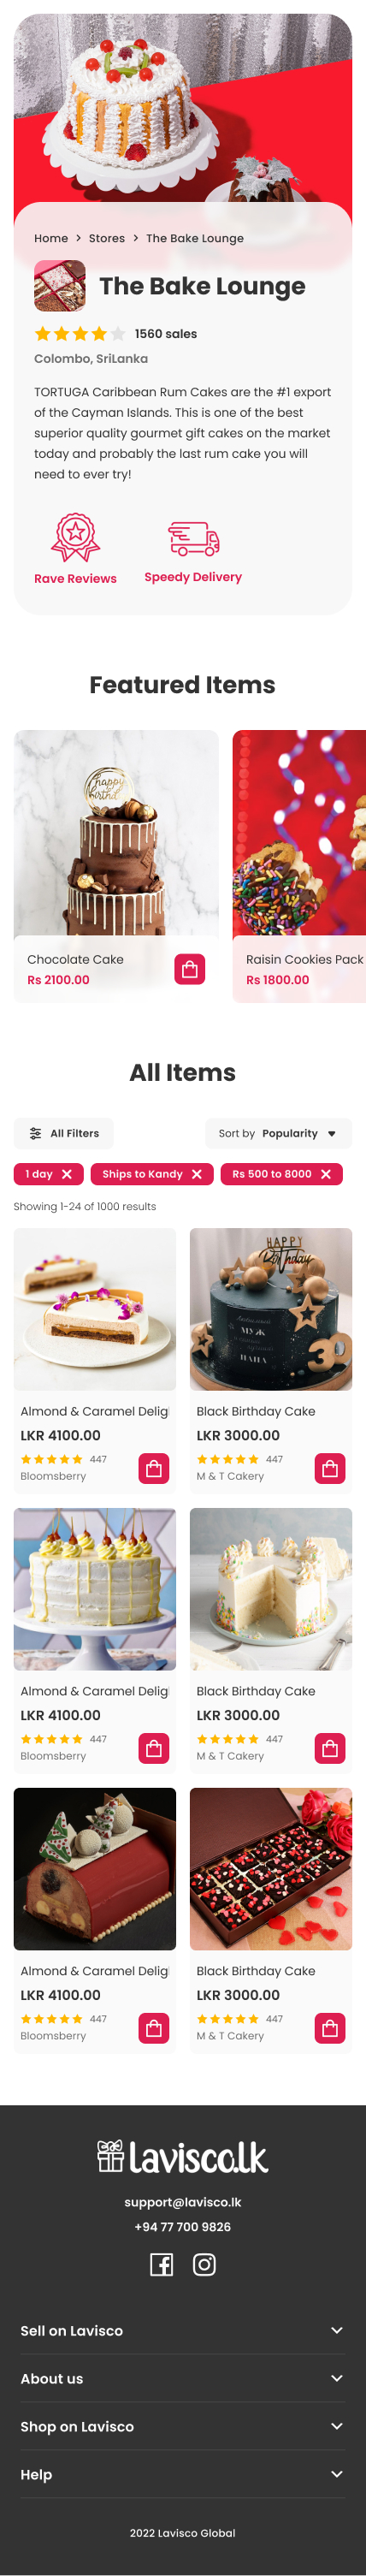 Home > Stores > The Bake Lounge
The Bake Lounge
1560 sales
Colombo, SriLanka
TORTUGA Caribbean Rum Cakes are the #1 export
of the Cayman Islands. This is one of the best
superior quality gourmet gift cakes on the market
today and probably the last rum cake you will
need to ever try!
Rave Reviews
Speedy Delivery
Featured Items
happy
birthd
Chocolate Cake
Rs 2100.00
Raisin Cookies Pack
Rs 1800.00
All Items
All Filters
Sort by Popularity
1 day
Ships to Kandy
Rs 500 to 8000
Showing 1-24 of 1000 results
HAPPY
Birthday
МУЖ
ПАПА
3
Almond & Caramel Delig
LKR 4100.00
447
Bloomsberry
Black Birthday Cake
LKR 3000.00
447
M & T Cakery
Almond & Caramel Delig
LKR 4100.00
447
Bloomsberry
Black Birthday Cake
LKR 3000.00
447
M & T Cakery
Almond & Caramel Delig
LKR 4100.00
447
Bloomsberry
Black Birthday Cake
LKR 3000.00
447
M & T Cakery
lavisco.lk
support@lavisco.lk
+94 77 700 9826
Sell on Lavisco
About us
Shop on Lavisco
Help
2022 Lavisco Global